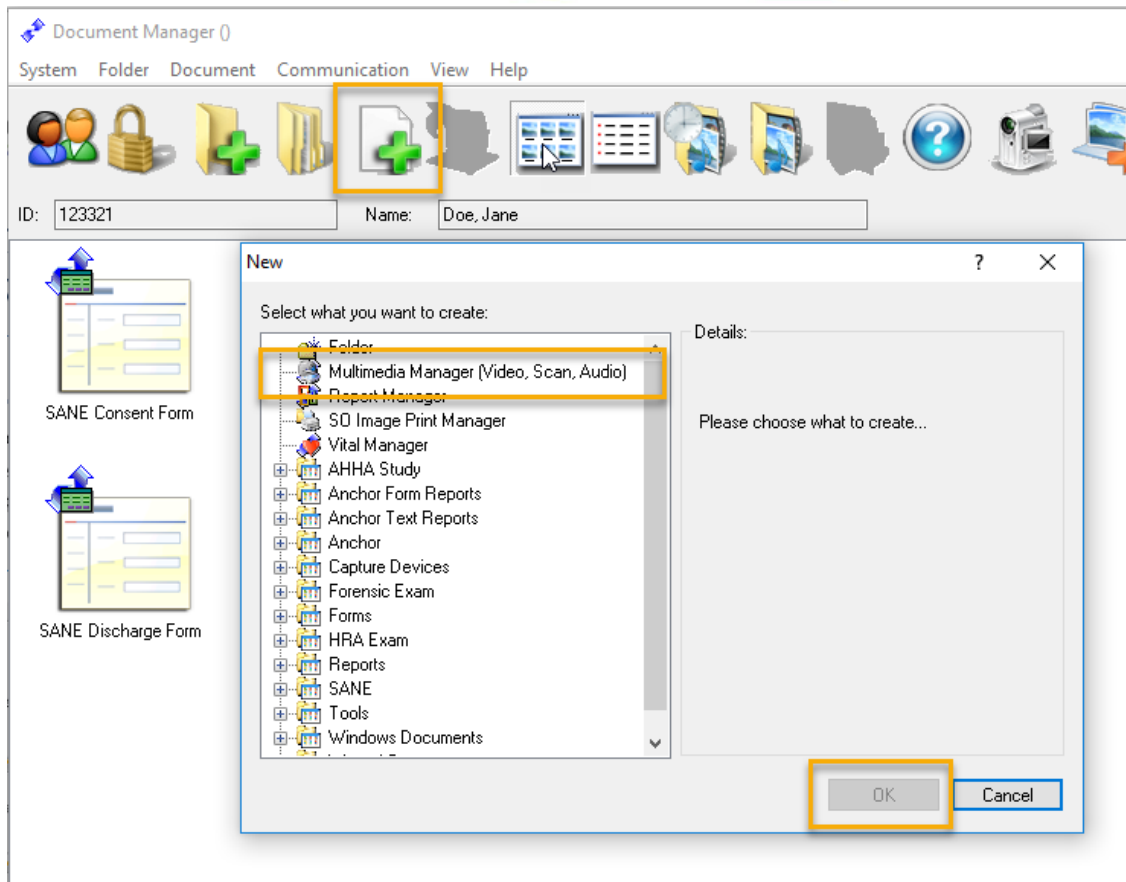 Document Manager ()
System Folder Document Communication View Help
ID: 123321 Name: Doe, Jane
New ?
Select what you want to create:
Details:
Folder
Multimedia Manager (Video, Scan, Audio)
Report Manager
SO Image Print Manager
Please choose what to create...
Vital Manager
AHHA Study
Anchor Form Reports
Anchor Text Reports
Anchor
Capture Devices
Forensic Exam
Forms
HRA Exam
Reports
SANE
Tools
Windows Documents
OK Cancel
SANE Consent Form
SANE Discharge Form